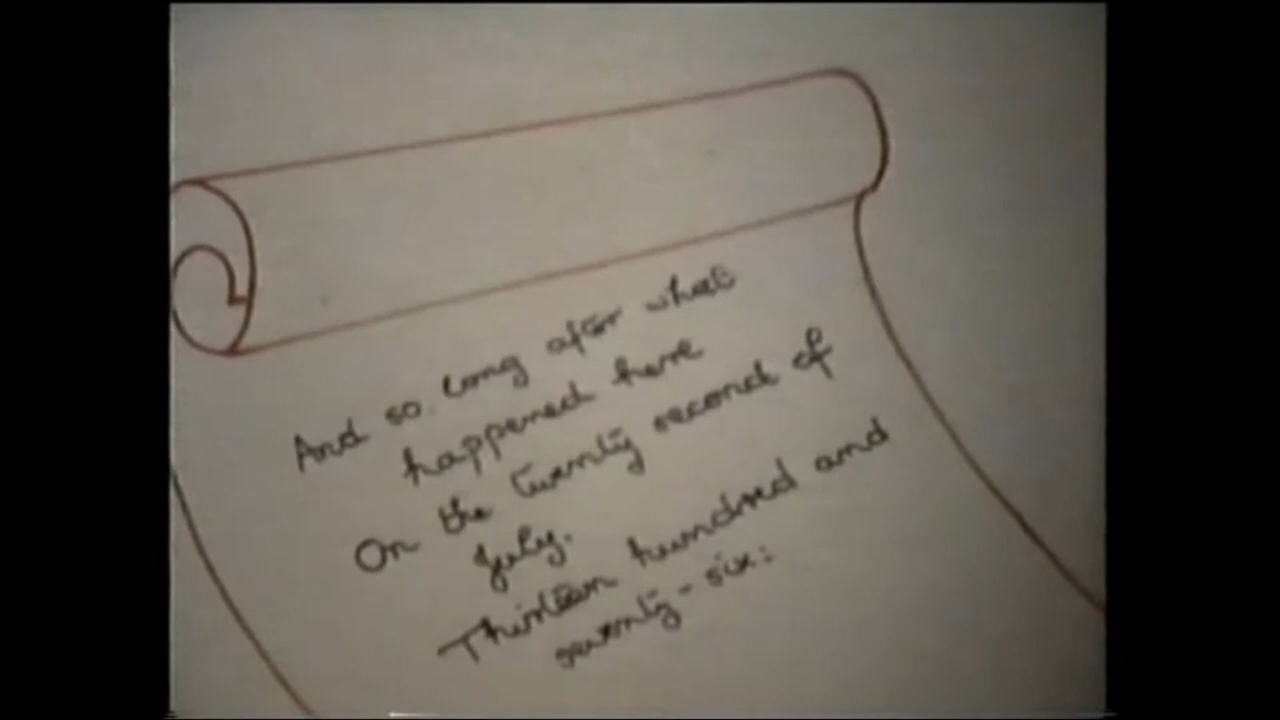 And so long after what
happened here
On the twenty second of
July.
Thirteen hundred and
seventy-six: